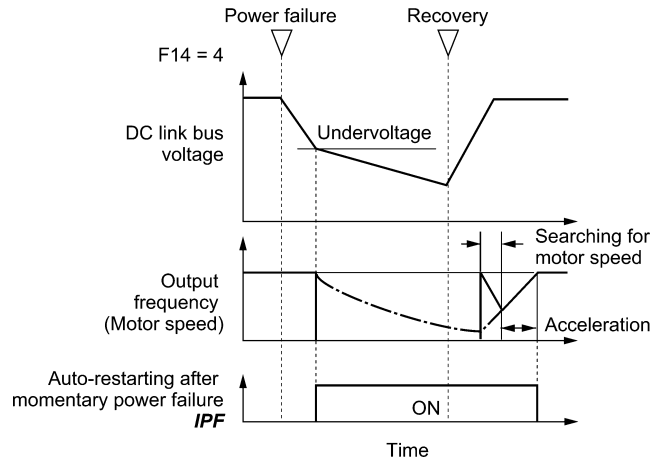 Power failure
Recovery
F14 = 4
DC link bus
voltage
Undervoltage
Searching for
motor speed
Output
frequency
(Motor speed)
Acceleration
Auto-restarting after
momentary power failure
IPF
ON
Time